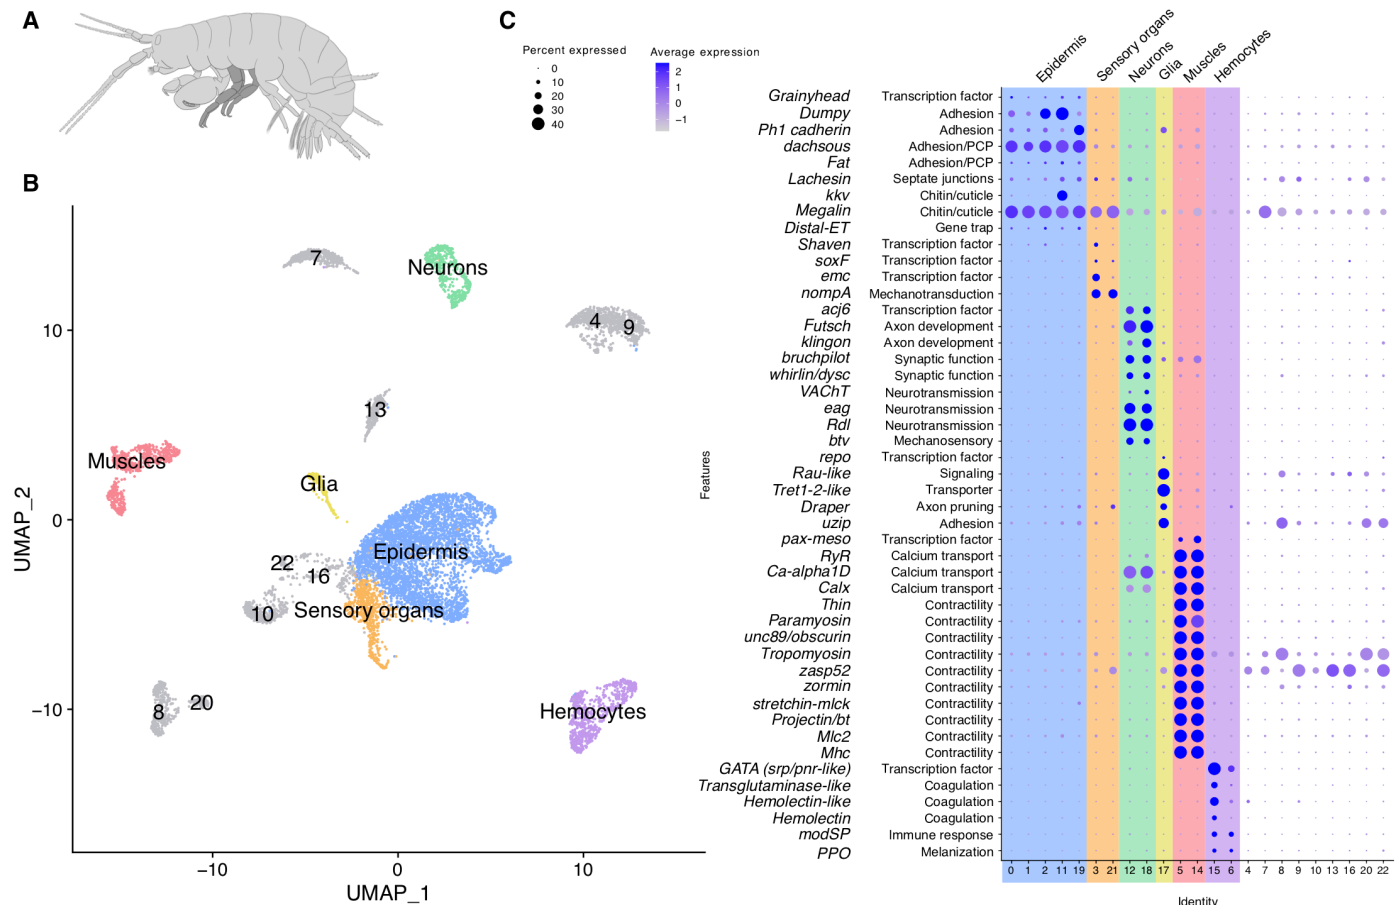 A
C
Percent expressed
0
10
20
30
40
Average expression
2
1
0
−1
Epidermis
Sensory organs
Neurons
Glia
Muscles
Hemocytes
Grainyhead Transcription factor
Dumpy Adhesion
Ph1 cadherin Adhesion
dachsous Adhesion/PCP
Fat Adhesion/PCP
Lachesin Septate junctions
kkv Chitin/cuticle
Megalin Chitin/cuticle
Distal-ET Gene trap
Shaven Transcription factor
soxF Transcription factor
emc Transcription factor
nompA Mechanotransduction
acj6 Transcription factor
Futsch Axon development
klingon Axon development
bruchpilot Synaptic function
whirlin/dysc Synaptic function
VAChT Neurotransmission
eag Neurotransmission
Rdl Neurotransmission
btv Mechanosensory
repo Transcription factor
Rau-like Signaling
Tret1-2-like Transporter
Draper Axon pruning
uzip Adhesion
pax-meso Transcription factor
RyR Calcium transport
Ca-alpha1D Calcium transport
Calx Calcium transport
Thin Contractility
Paramyosin Contractility
unc89/obscurin Contractility
Tropomyosin Contractility
zasp52 Contractility
zormin Contractility
stretchin-mlck Contractility
Projectin/bt Contractility
Mlc2 Contractility
Mhc Contractility
GATA (srp/pnr-like) Transcription factor
Transglutaminase-like Coagulation
Hemolectin-like Coagulation
Hemolectin Coagulation
modSP Immune response
PPO Melanization
Features
0 1 2 11 19 3 21 12 18 17 5 14 15 6 4 7 8 9 10 13 16 20 22
Identity
B
7
Neurons
4
9
13
Muscles
Glia
Epidermis
22
16
10
Sensory organs
8
20
Hemocytes
10
0
−10
UMAP_2
−10
0
10
UMAP_1